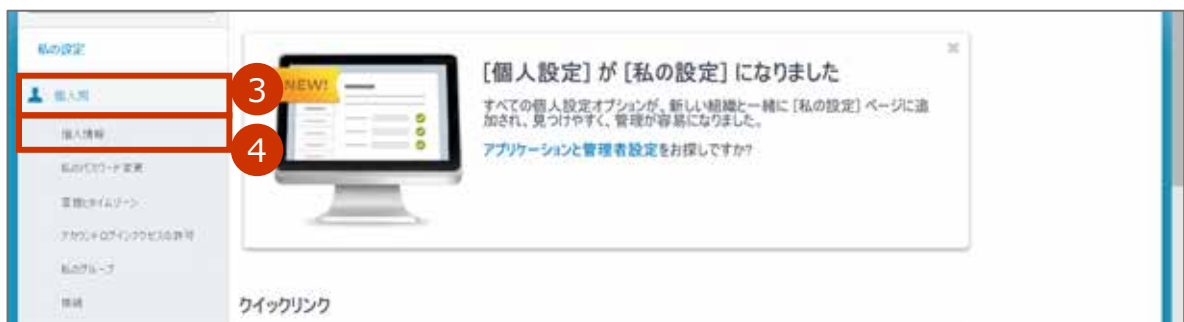 私の設定
個人用
個人情報
私のパスワード変更
言語とタイムゾーン
アカウントログインアクセスの許可
私のグループ
接続
3
4
NEW!
[個人設定] が [私の設定] になりました
すべての個人設定オプションが、新しい組織と一緒に [私の設定] ページに追
加され、見つけやすく、管理が容易になりました。
アプリケーションと管理者設定をお探しですか?
クイックリンク